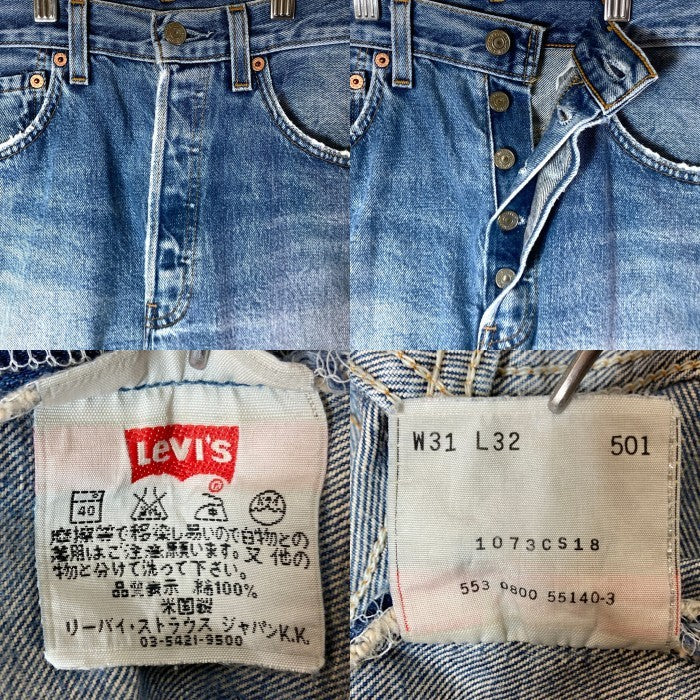 LEVI'S
®
40
摩擦等で移染し易いので白物との
着用はご注意願います。又他の
物と分けて洗って下さい。
品質表示 綿100%
米国製
リーバイ・ストラウス ジャパンK.K.
03-5421-9500
W31 L32 501
1073CS18
553 0800 55140-3